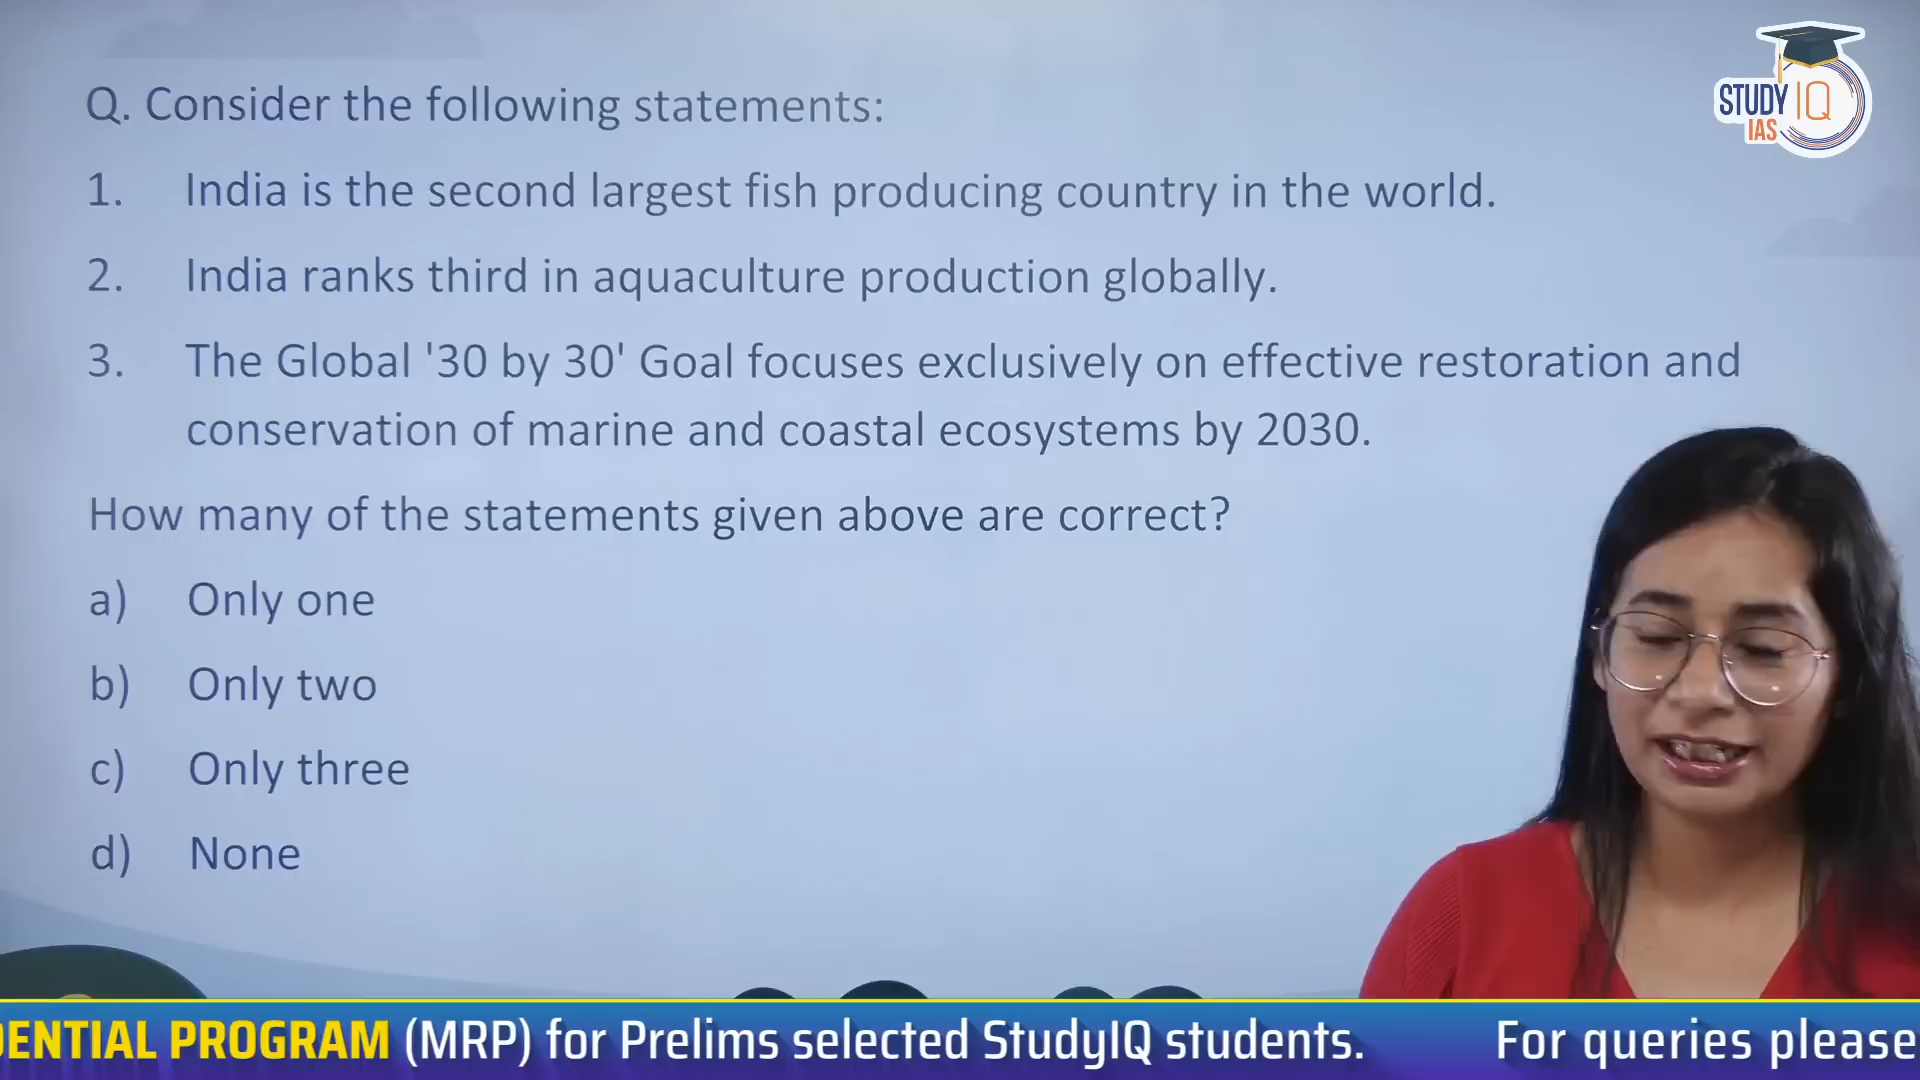 Q. Consider the following statements:
1. India is the second largest fish producing country in the world.
2. India ranks third in aquaculture production globally.
3. The Global '30 by 30' Goal focuses exclusively on effective restoration and
conservation of marine and coastal ecosystems by 2030.
How many of the statements given above are correct?
a) Only one
b) Only two
c) Only three
d) None
STUDY IQ
IAS
DENTIAL PROGRAM (MRP) for Prelims selected StudyIQ students. For queries please